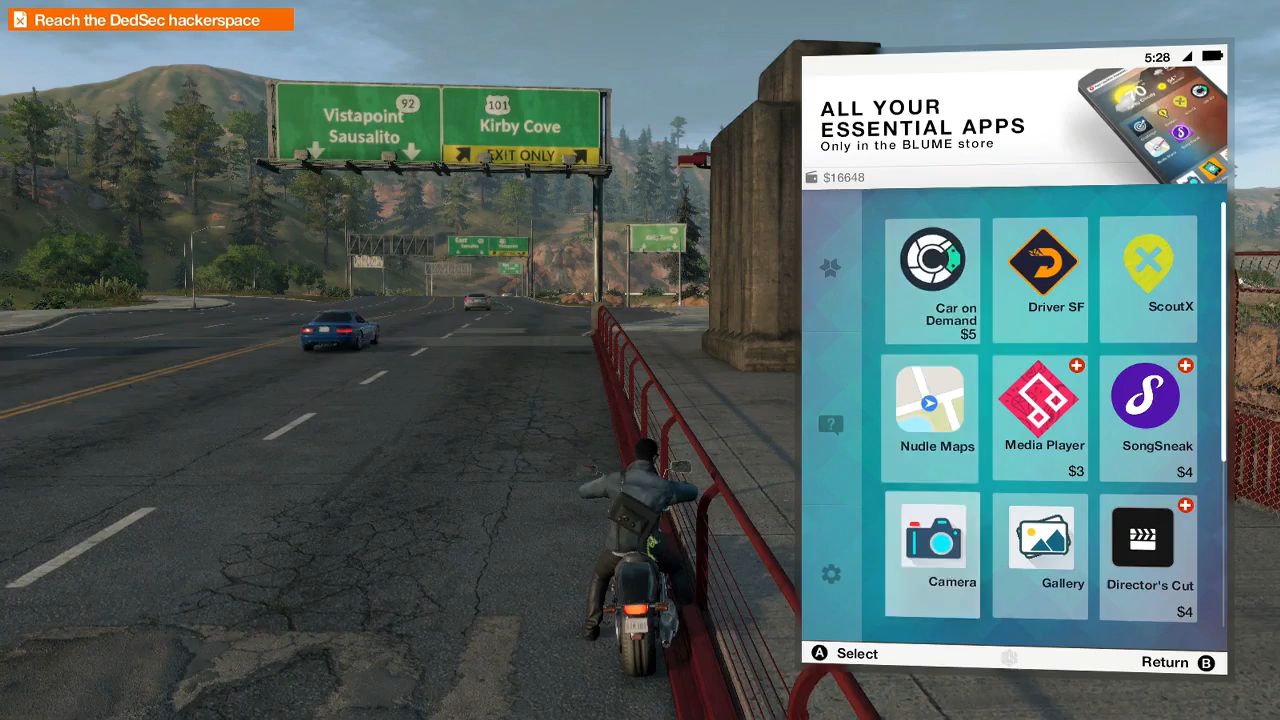 Reach the DedSec hackerspace
92
Vistapoint
Sausalito
101
Kirby Cove
EXIT ONLY
5:28
ALL YOUR
ESSENTIAL APPS
Only in the BLUME store
$16648
Car on
Demand
$5
Driver SF
ScoutX
Nudle Maps
Media Player
$3
SongSneak
$4
Camera
Gallery
Director's Cut
$4
A Select
Return B